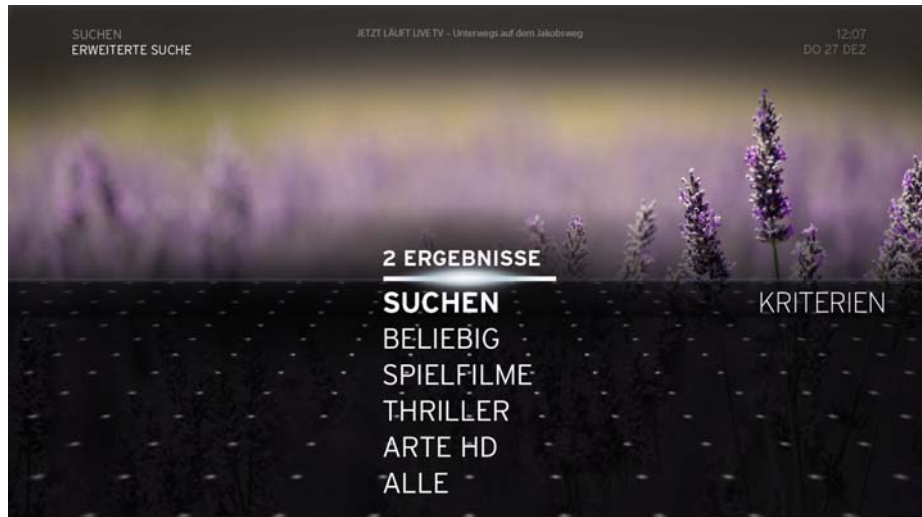 SUCHEN
ERWEITERTE SUCHE
JETZT LÄUFT LIVE TV – Unterwegs auf dem Jakobsweg
12:07
DO 27 DEZ
2 ERGEBNISSE
SUCHEN
KRITERIEN
BELIEBIG
SPIELFILME
THRILLER
ARTE HD
ALLE